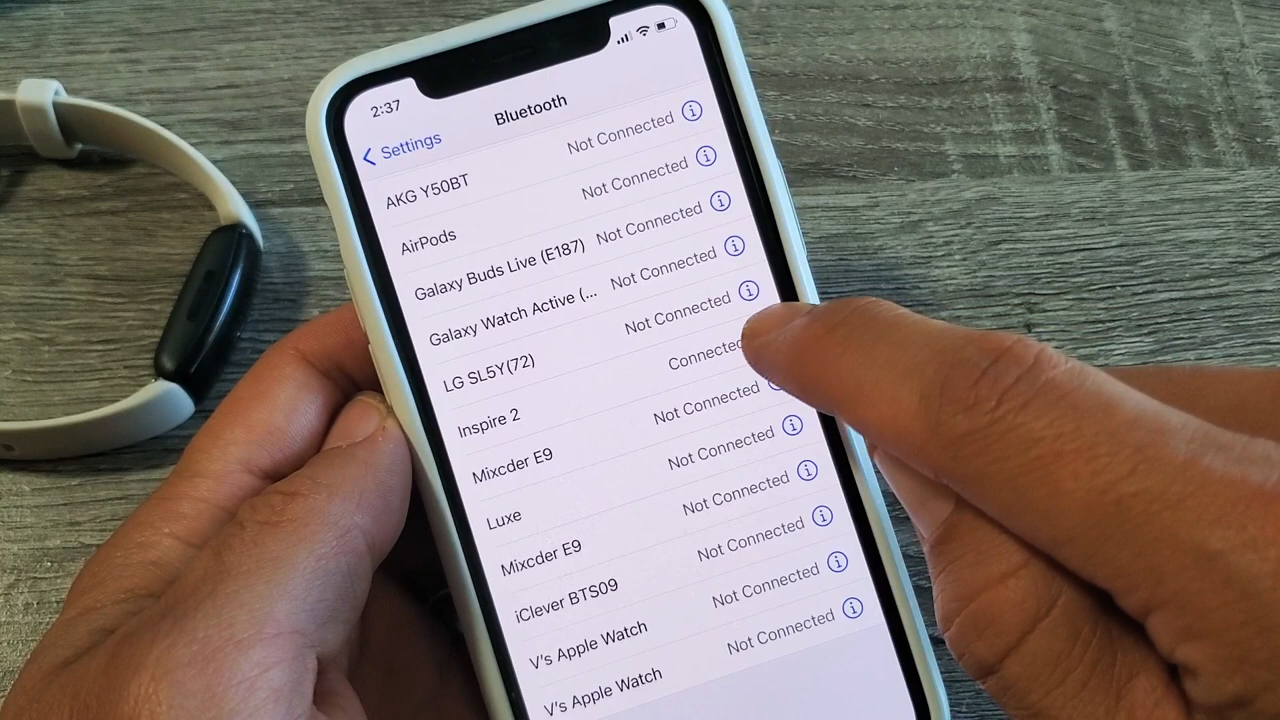 2:37
Settings
Bluetooth
AKG Y50BT Not Connected
AirPods Not Connected
Galaxy Buds Live (E187) Not Connected
Galaxy Watch Active (... Not Connected
LG SL5Y(72) Not Connected
Inspire 2 Connected
Mixcder E9 Not Connected
Luxe Not Connected
Mixcder E9 Not Connected
iClever BTS09 Not Connected
V's Apple Watch Not Connected
V's Apple Watch Not Connected